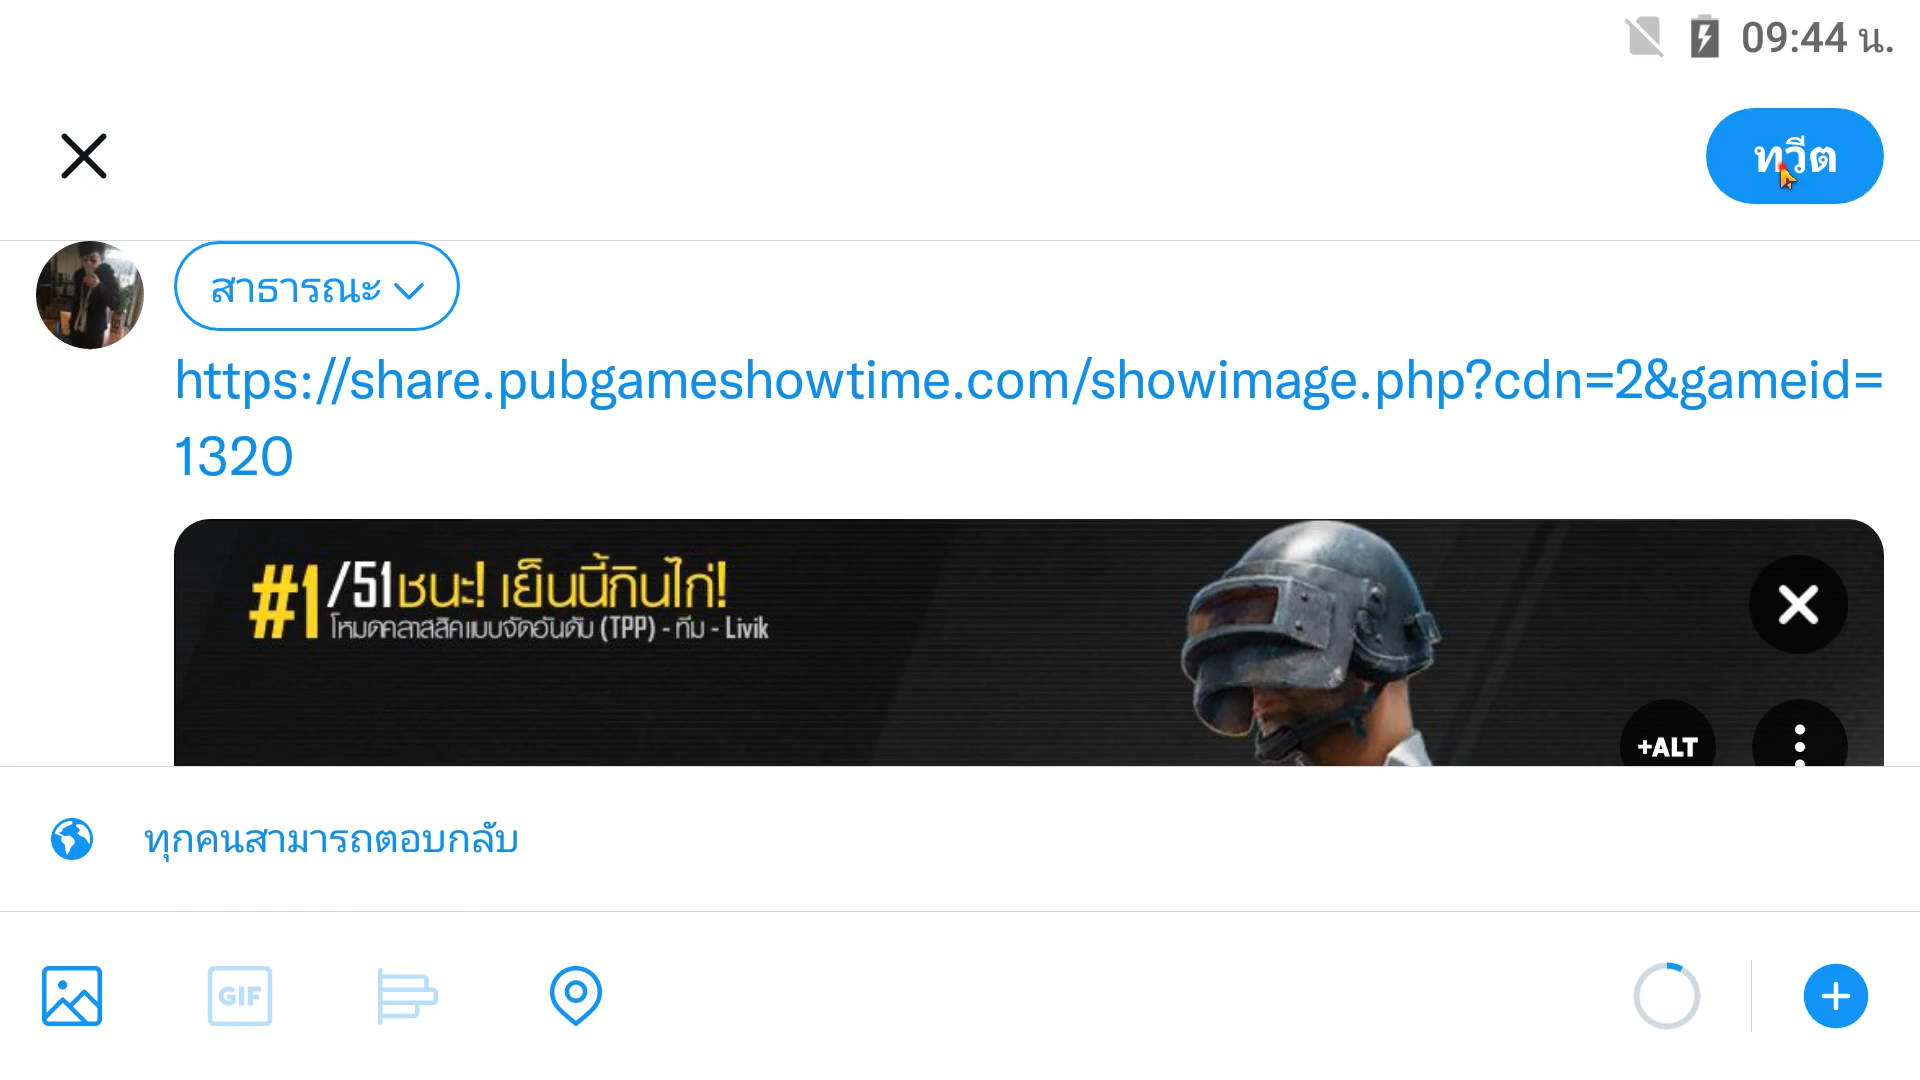 09:44 น.
ทวีต
สาธารณะ
https://share.pubgameshowtime.com/showimage.php?cdn=2&gameid=
1320
#1/51 ชนะ! เย็นนี้กินไก่!
โหมดคลาสสิคแบบจัดอันดับ (TPP) - ทีม - Livik
+ALT
ทุกคนสามารถตอบกลับ
GIF